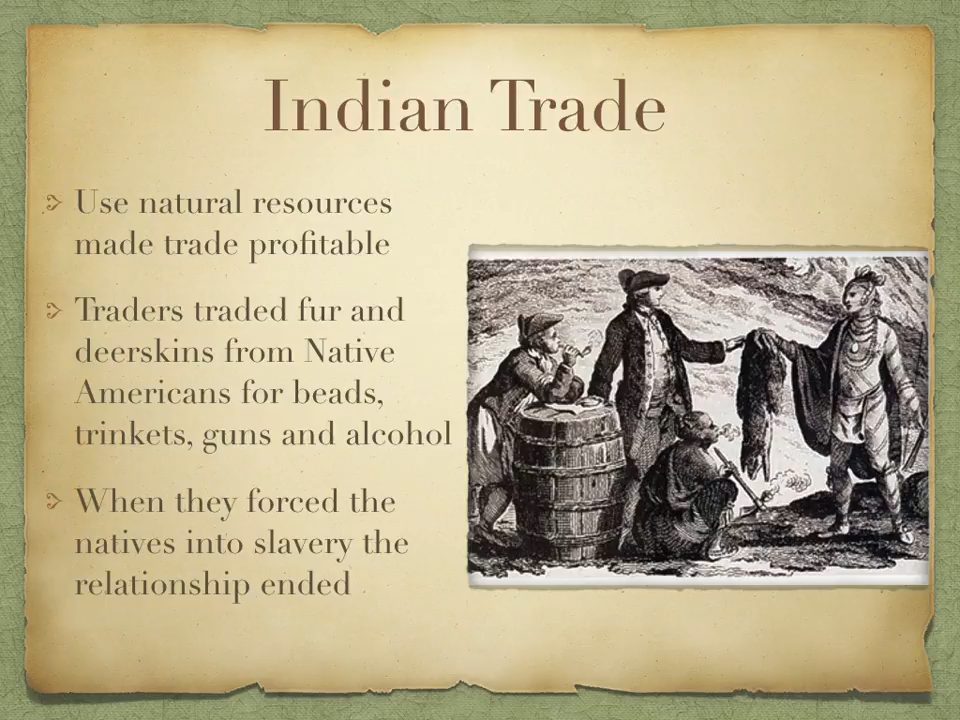 Indian Trade
Use natural resources
made trade profitable
Traders traded fur and
deerskins from Native
Americans for beads,
trinkets, guns and alcohol
When they forced the
natives into slavery the
relationship ended